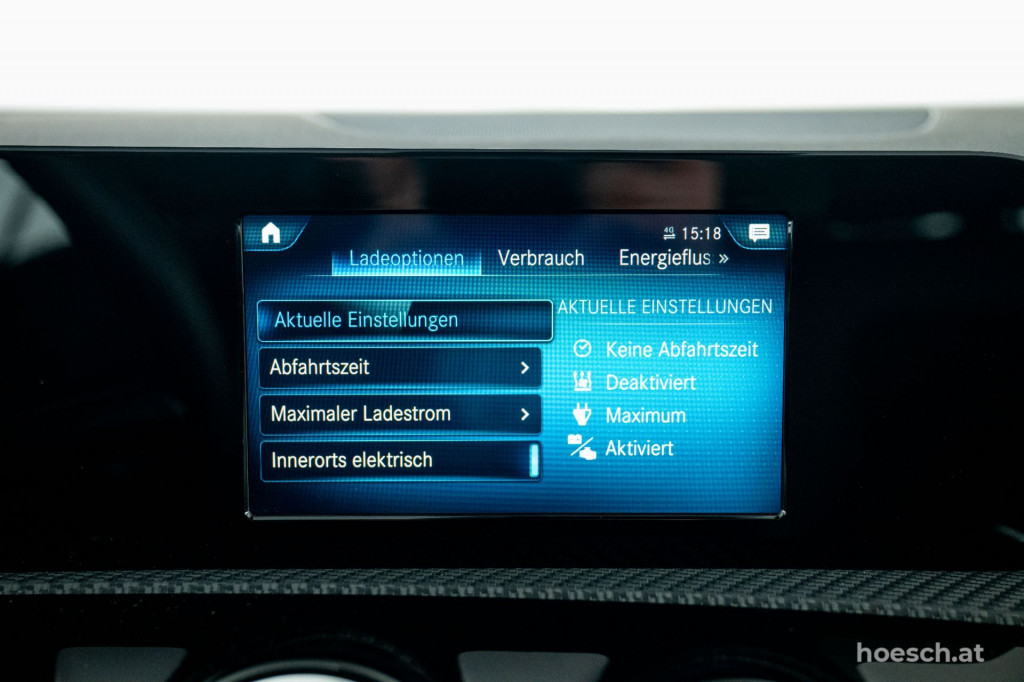 4G 15:18
Ladeoptionen Verbrauch Energieflus »
Aktuelle Einstellungen
Abfahrtszeit
Maximaler Ladestrom
Innerorts elektrisch
AKTUELLE EINSTELLUNGEN
Keine Abfahrtszeit
Deaktiviert
Maximum
Aktiviert
hoesch.at